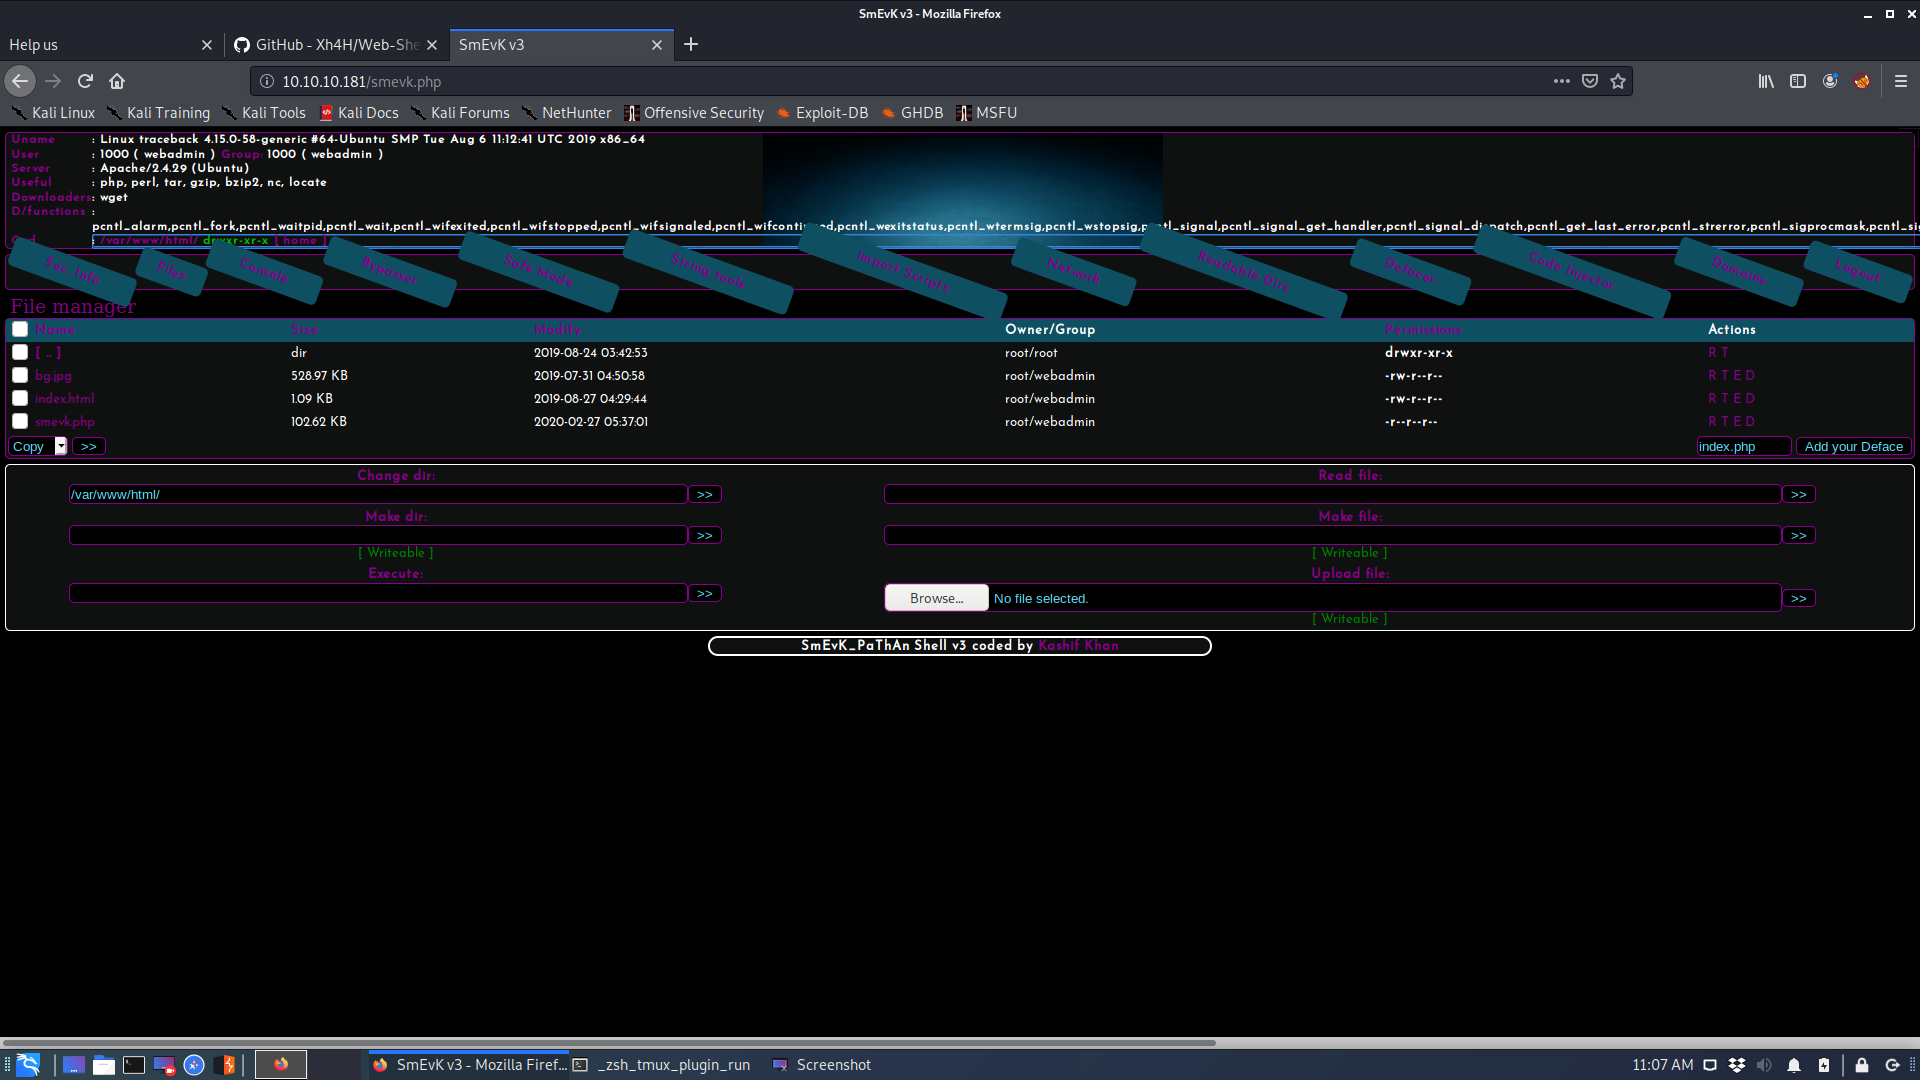 SmEvK v3 - Mozilla Firefox
Help us
GitHub - Xh4H/Web-She
SmEvK v3
10.10.10.181/smevk.php
Kali Linux Kali Training Kali Tools Kali Docs Kali Forums NetHunter Offensive Security Exploit-DB GHDB MSFU
Uname : Linux traceback 4.15.0-58-generic #64-Ubuntu SMP Tue Aug 6 11:12:41 UTC 2019 x86_64
User : 1000 ( webadmin ) Group: 1000 ( webadmin )
Server : Apache/2.4.29 (Ubuntu)
Useful : php, perl, tar, gzip, bzip2, nc, locate
Downloaders: wget
D/functions :
pcntl_alarm,pcntl_fork,pcntl_waitpid,pcntl_wait,pcntl_wifexited,pcntl_wifstopped,pcntl_wifsignaled,pcntl_wifcontinued,pcntl_wexitstatus,pcntl_wtermsig,pcntl_wstopsig,pcntl_signal,pcntl_signal_get_handler,pcntl_signal_dispatch,pcntl_get_last_error,pcntl_strerror,pcntl_sigprocmask,pcntl_sig
: /var/www/html/ drwxr-xr-x [ home ]
Sec. Info Files Console Bypasser Safe Mode String tools Import Scripts Network Readable Dirs Defacer Code Injector Domains Logout
File manager
Name Size Modify Owner/Group Permissions Actions
[ .. ] dir 2019-08-24 03:42:53 root/root drwxr-xr-x R T
bg.jpg 528.97 KB 2019-07-31 04:50:58 root/webadmin -rw-r--r-- R T E D
index.html 1.09 KB 2019-08-27 04:29:44 root/webadmin -rw-r--r-- R T E D
smevk.php 102.62 KB 2020-02-27 05:37:01 root/webadmin -r--r--r-- R T E D
Copy >> index.php Add your Deface
Change dir: Read file:
/var/www/html/ >> >>
Make dir: Make file:
>> >>
[ Writeable ] [ Writeable ]
Execute: Upload file:
>> Browse... No file selected. >>
[ Writeable ]
SmEvK_PaThAn Shell v3 coded by Kashif Khan
SmEvK v3 - Mozilla Firef... _zsh_tmux_plugin_run Screenshot 11:07 AM